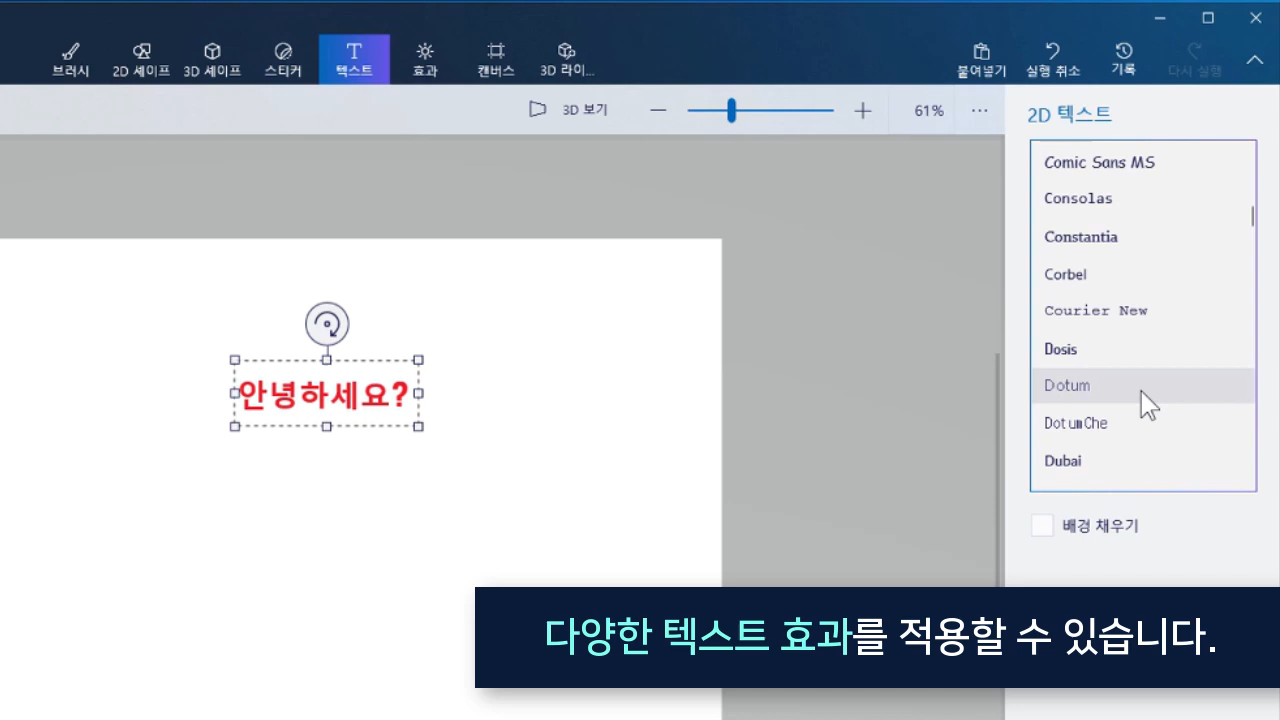 브러시 2D 셰이프 3D 셰이프 스티커 텍스트 효과 캔버스 3D 라이... 붙여넣기 실행 취소 기록 다시 실행
3D 보기 61% ...
2D 텍스트
Comic Sans MS
Consolas
Constantia
Corbel
Courier New
Dosis
Dotum
DotumChe
Dubai
배경 채우기
안녕하세요?
다양한 텍스트 효과를 적용할 수 있습니다.